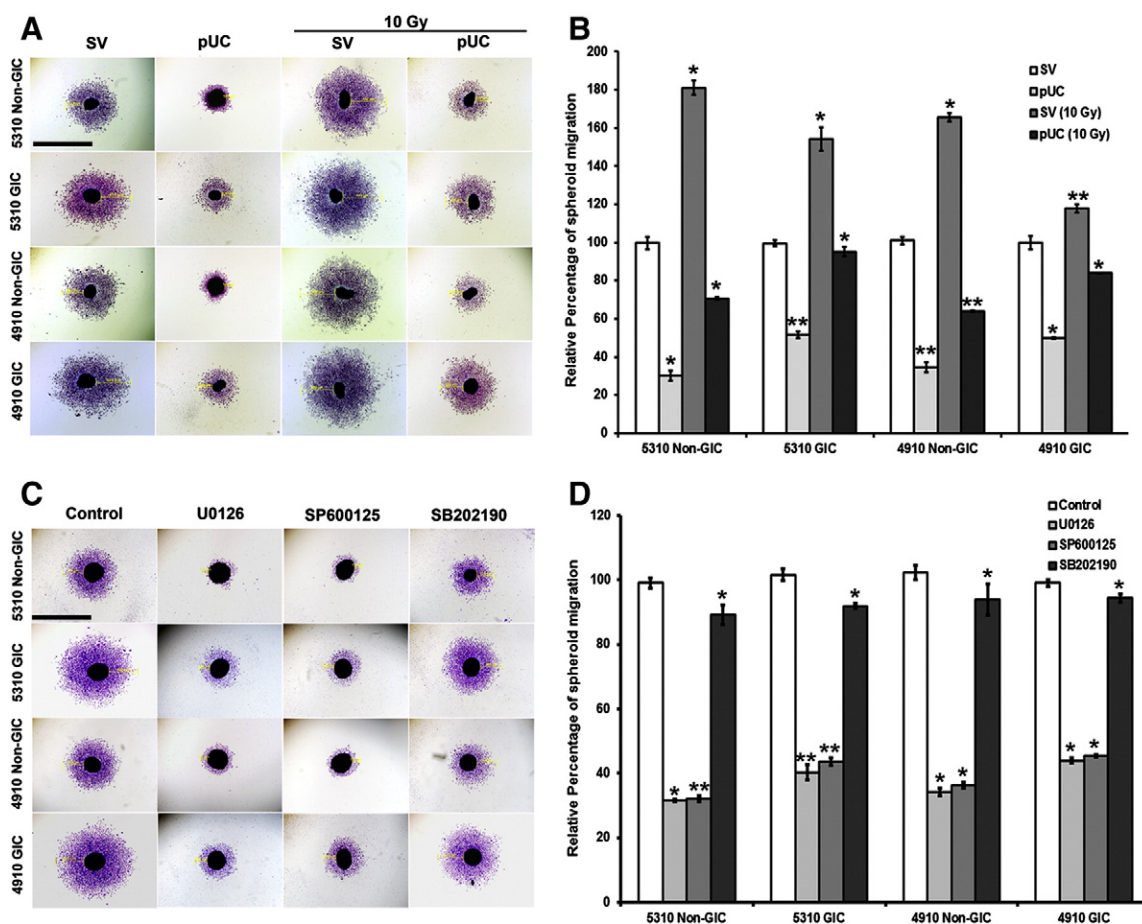 A
10 Gy
SV
pUC
SV
pUC
5310 Non-GIC
5310 GIC
4910 Non-GIC
4910 GIC
B
Relative Percentage of spheroid migration
200
180
160
140
120
100
80
60
40
20
0
SV
pUC
SV (10 Gy)
pUC (10 Gy)
*
*
*
*
**
*
*
**
*
**
**
*
*
5310 Non-GIC
5310 GIC
4910 Non-GIC
4910 GIC
C
Control
U0126
SP600125
SB202190
5310 Non-GIC
5310 GIC
4910 Non-GIC
4910 GIC
D
Relative Percentage of spheroid migration
120
100
80
60
40
20
0
Control
U0126
SP600125
SB202190
* ** *
** ** *
* * *
* * *
5310 Non-GIC
5310 GIC
4910 Non-GIC
4910 GIC